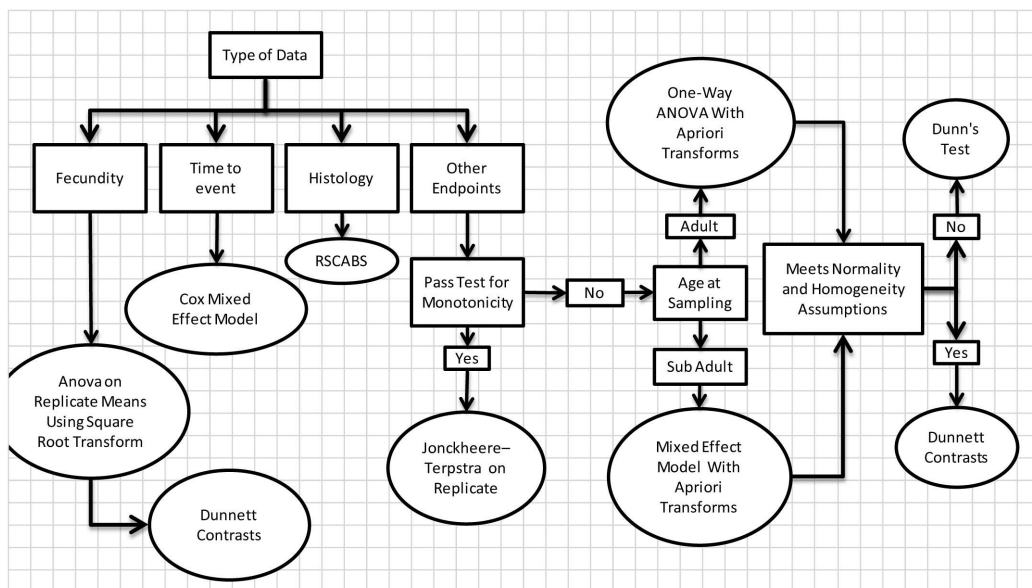 Type of Data
Fecundity
Time to
event
Histology
Other
Endpoints
RSCABS
Cox Mixed
Effect Model
Anova on
Replicate Means
Using Square
Root Transform
Dunnett
Contrasts
Pass Test for
Monotonicity
Yes
Jonckheere–
Terpstra on
Replicate
No
Age at
Sampling
Adult
One-Way
ANOVA With
Apriori
Transforms
Sub Adult
Mixed Effect
Model With
Apriori
Transforms
Meets Normality
and Homogeneity
Assumptions
No
Dunn's
Test
Yes
Dunnett
Contrasts